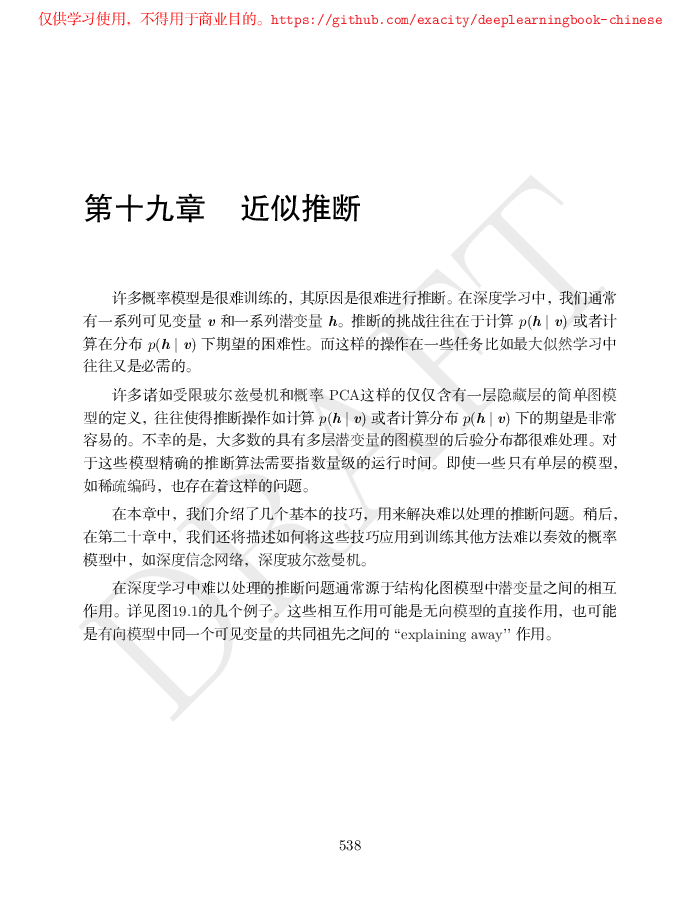 仅供学习使用，不得用于商业目的。https://github.com/exacity/deeplearningbook-chinese
第十九章 近似推断
许多概率模型是很难训练的，其原因是很难进行推断。在深度学习中，我们通常
有一系列可见变量 v 和一系列潜变量 h。推断的挑战往往在于计算 p(h | v) 或者计
算在分布 p(h | v) 下期望的困难性。而这样的操作在一些任务比如最大似然学习中
往往又是必需的。
许多诸如受限玻尔兹曼机和概率 PCA这样的仅仅含有一层隐藏层的简单图模
型的定义，往往使得推断操作如计算 p(h | v) 或者计算分布 p(h | v) 下的期望是非常
容易的。不幸的是，大多数的具有多层潜变量的图模型的后验分布都很难处理。对
于这些模型精确的推断算法需要指数量级的运行时间。即使一些只有单层的模型，
如稀疏编码，也存在着这样的问题。
在本章中，我们介绍了几个基本的技巧，用来解决难以处理的推断问题。稍后，
在第二十章中，我们还将描述如何将这些技巧应用到训练其他方法难以奏效的概率
模型中，如深度信念网络，深度玻尔兹曼机。
在深度学习中难以处理的推断问题通常源于结构化图模型中潜变量之间的相互
作用。详见图19.1的几个例子。这些相互作用可能是无向模型的直接作用，也可能
是有向模型中同一个可见变量的共同祖先之间的 “explaining away’’ 作用。
DRAFT
538